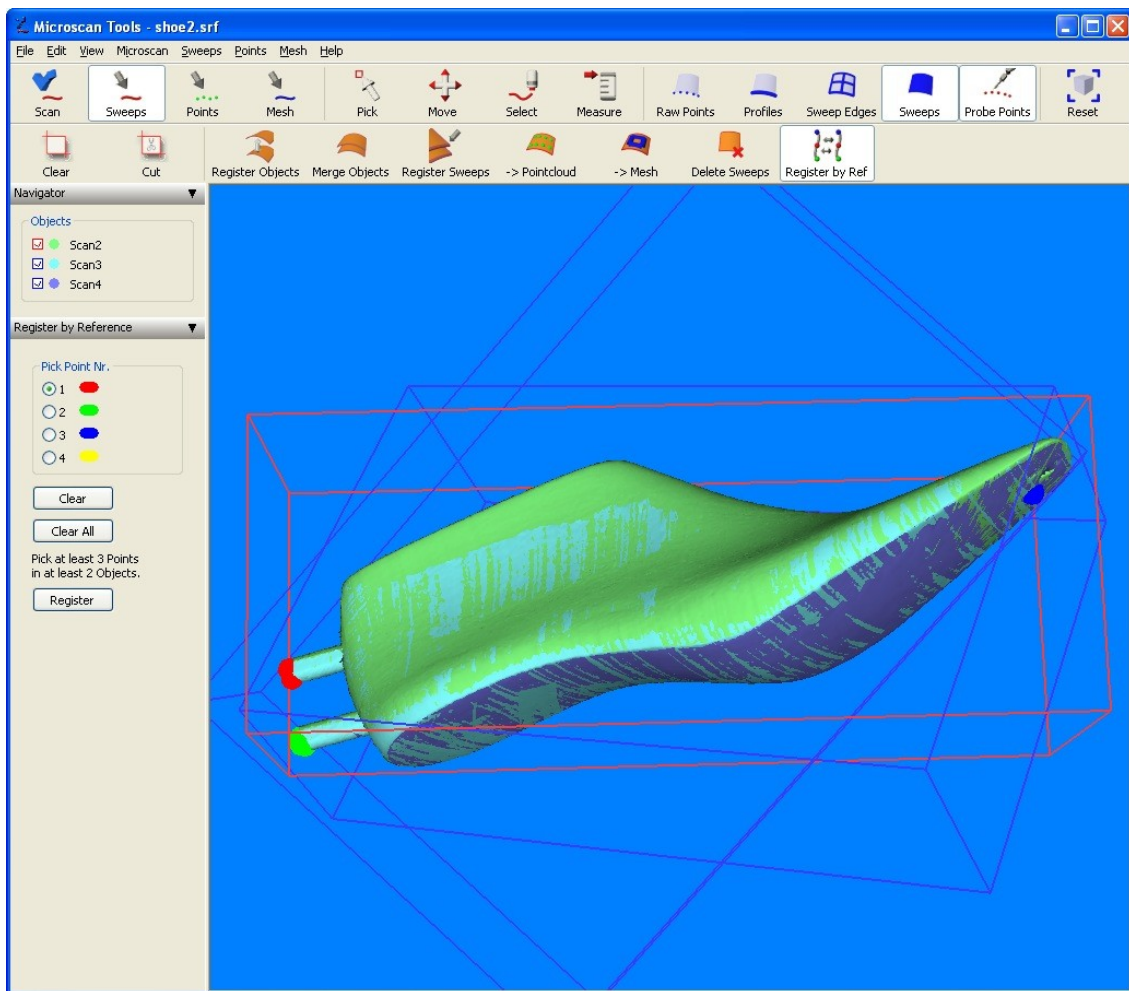 Microscan Tools - shoe2.srf
File Edit View Microscan Sweeps Points Mesh Help
Scan Sweeps Points Mesh Pick Move Select Measure Raw Points Profiles Sweep Edges Sweeps Probe Points Reset
Clear Cut Register Objects Merge Objects Register Sweeps -> Pointcloud -> Mesh Delete Sweeps Register by Ref
Navigator
Objects
Scan2
Scan3
Scan4
Register by Reference
Pick Point Nr.
1
2
3
4
Clear
Clear All
Pick at least 3 Points
in at least 2 Objects.
Register